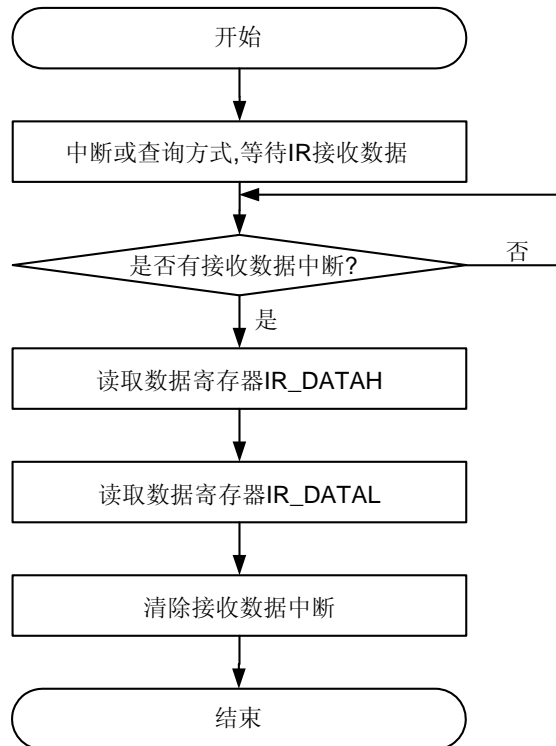 开始
中断或查询方式,等待IR接收数据
是否有接收数据中断?
否
是
读取数据寄存器IR_DATAH
读取数据寄存器IR_DATAL
清除接收数据中断
结束